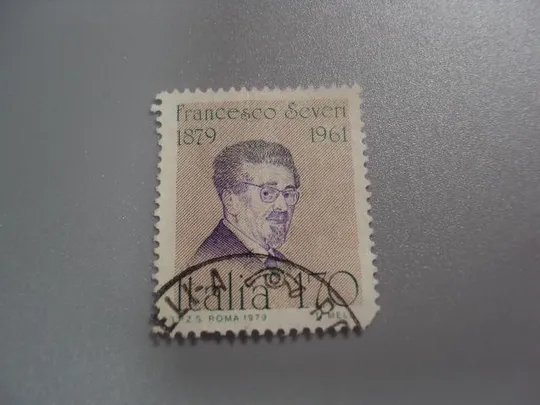 Francesco Severi
1879 1961
Italia 170
I.P.Z.S. ROMA 1979